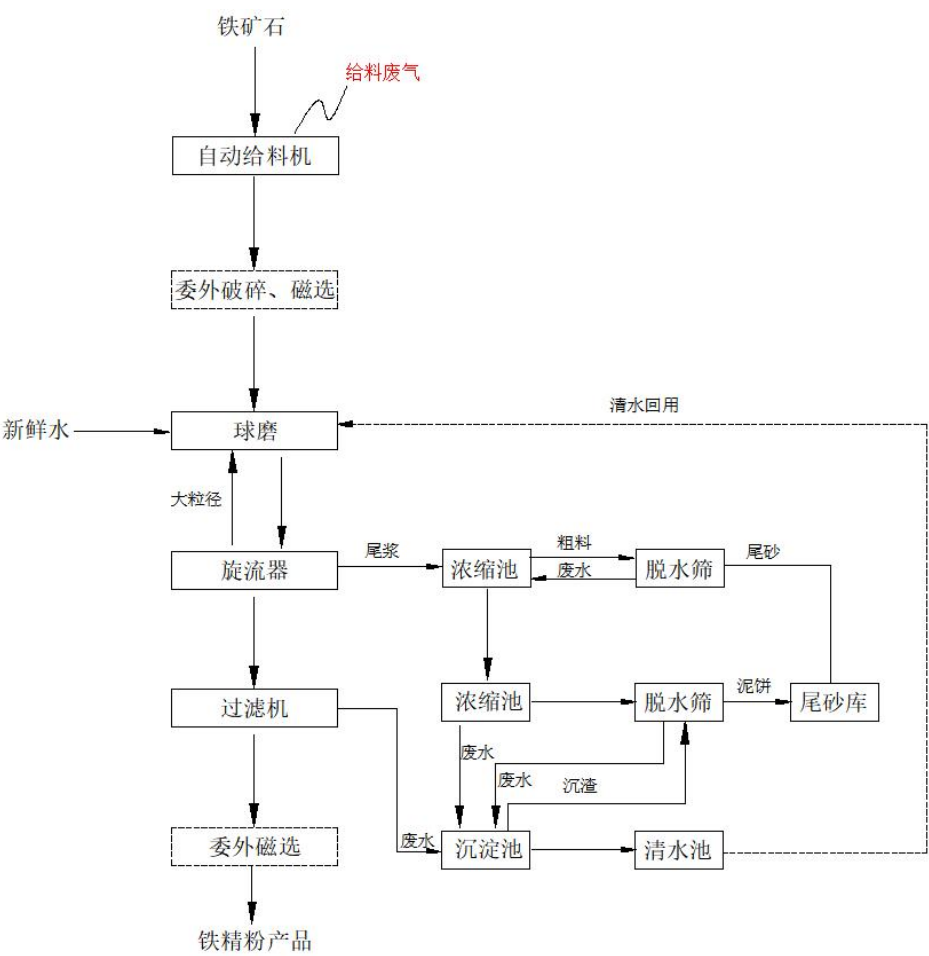 铁矿石
给料废气
自动给料机
委外破碎、磁选
清水回用
新鲜水
球磨
大粒径
旋流器
尾浆
浓缩池
粗料
废水
脱水筛
尾砂
过滤机
浓缩池
脱水筛
泥饼
尾砂库
废水
废水
沉渣
委外磁选
废水
沉淀池
清水池
铁精粉产品